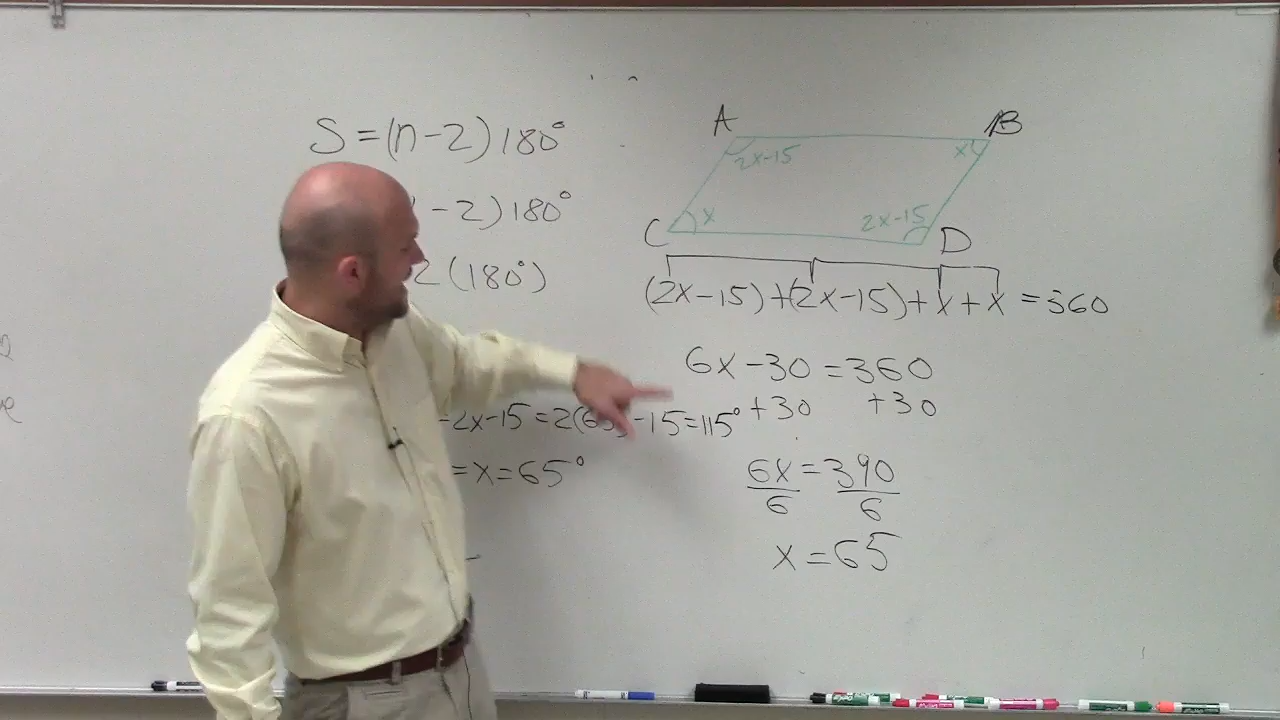 S = (n-2) 180°
-2) 180°
2 (180°)
-2x-15 = 2(65)-15 = 115°
= x = 65°
A
B
2x-15
x
x
2x-15
C
D
(2x-15)+(2x-15)+x+x = 360
6x-30 = 360
+30 +30
6x = 390
6 6
x = 65